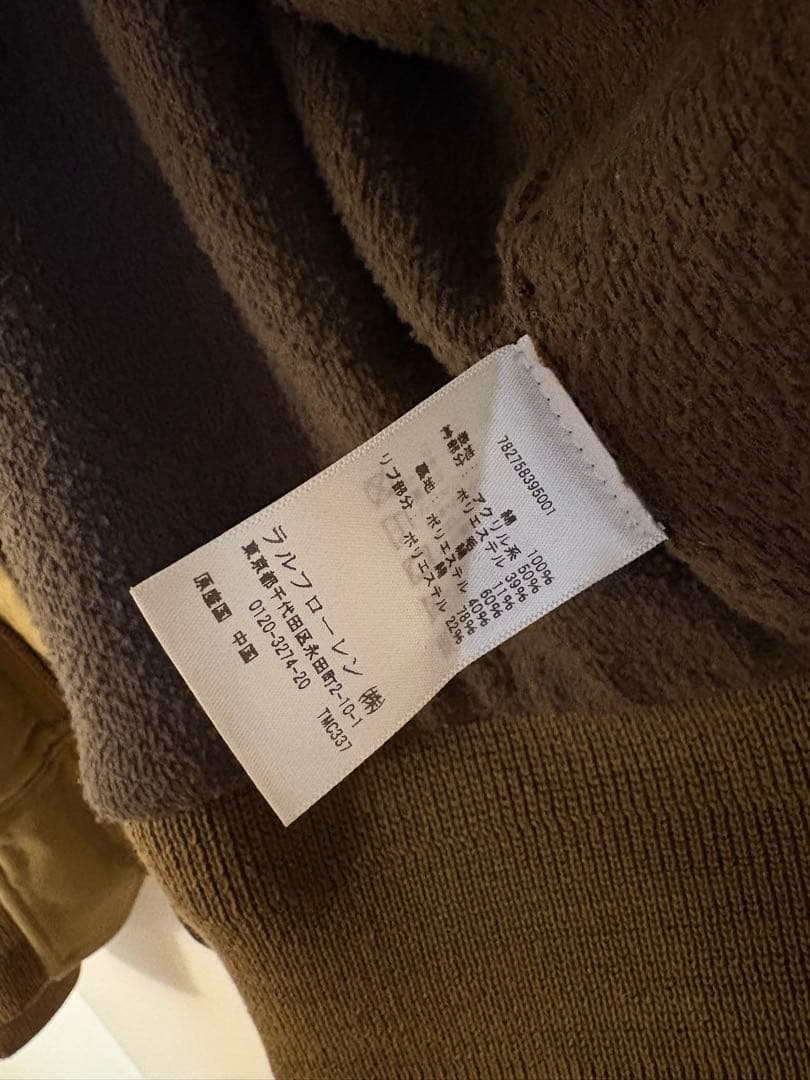 782758395001
表地: 綿 100%
部分: アクリル系 50%
ポリエステル 39%
11%
裏地: 60%
ポリエステル 40%
リブ部分: 綿 78%
ポリエステル 22%
ラルフローレン ㈱
東京都千代田区永田町2-10-1
0120-3274-20 TMC337
原産国 中国